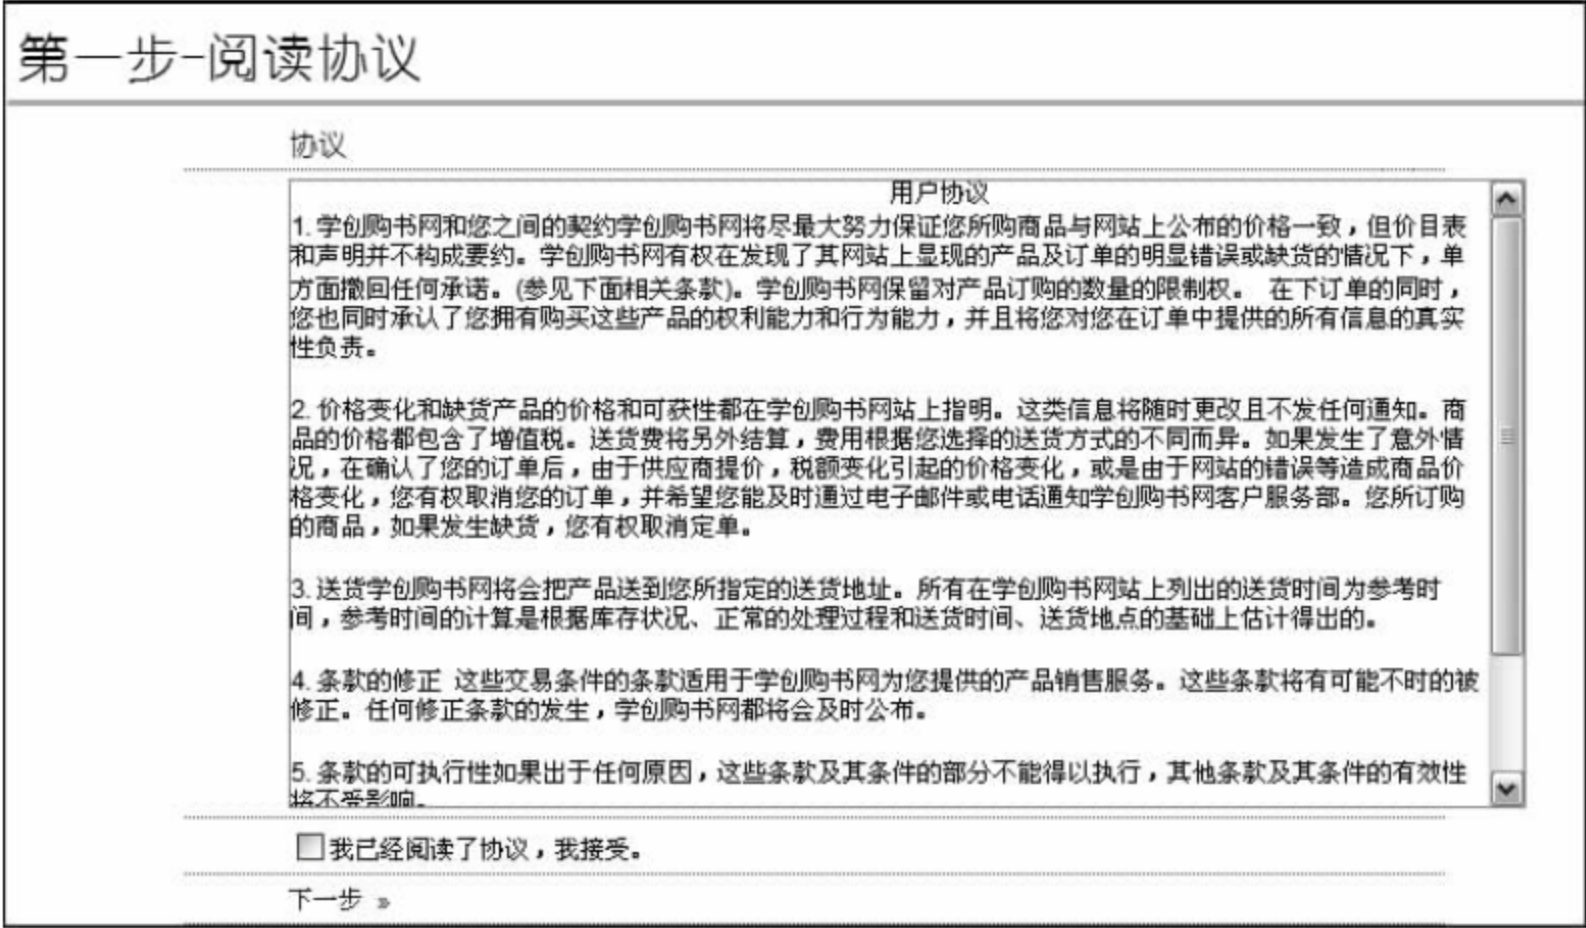 第一步-阅读协议
协议
用户协议
1. 学创购书网和您之间的契约学创购书网将尽最大努力保证您所购商品与网站上公布的价格一致，但价目表
和声明并不构成要约。学创购书网有权在发现了其网站上显现的产品及订单的明显错误或缺货的情况下，单
方面撤回任何承诺。(参见下面相关条款)。学创购书网保留对产品订购的数量的限制权。 在下订单的同时，
您也同时承认了您拥有购买这些产品的权利能力和行为能力，并且将您对您在订单中提供的所有信息的真实
性负责。
2. 价格变化和缺货产品的价格和可获性都在学创购书网站上指明。这类信息将随时更改且不发任何通知。商
品的价格都包含了增值税。送货费将另外结算，费用根据您选择的送货方式的不同而异。如果发生了意外情
况，在确认了您的订单后，由于供应商提价，税额变化引起的价格变化，或是由于网站的错误等造成商品价
格变化，您有权取消您的订单，并希望您能及时通过电子邮件或电话通知学创购书网客户服务部。您所订购
的商品，如果发生缺货，您有权取消定单。
3. 送货学创购书网将会把产品送到您所指定的送货地址。所有在学创购书网站上列出的送货时间为参考时
间，参考时间的计算是根据库存状况、正常的处理过程和送货时间、送货地点的基础上估计得出的。
4. 条款的修正 这些交易条件的条款适用于学创购书网为您提供的产品销售服务。这些条款将有可能不时的被
修正。任何修正条款的发生，学创购书网都将会及时公布。
5. 条款的可执行性如果出于任何原因，这些条款及其条件的部分不能得以执行，其他条款及其条件的有效性
将不受影响。
我已经阅读了协议，我接受。
下一步 »